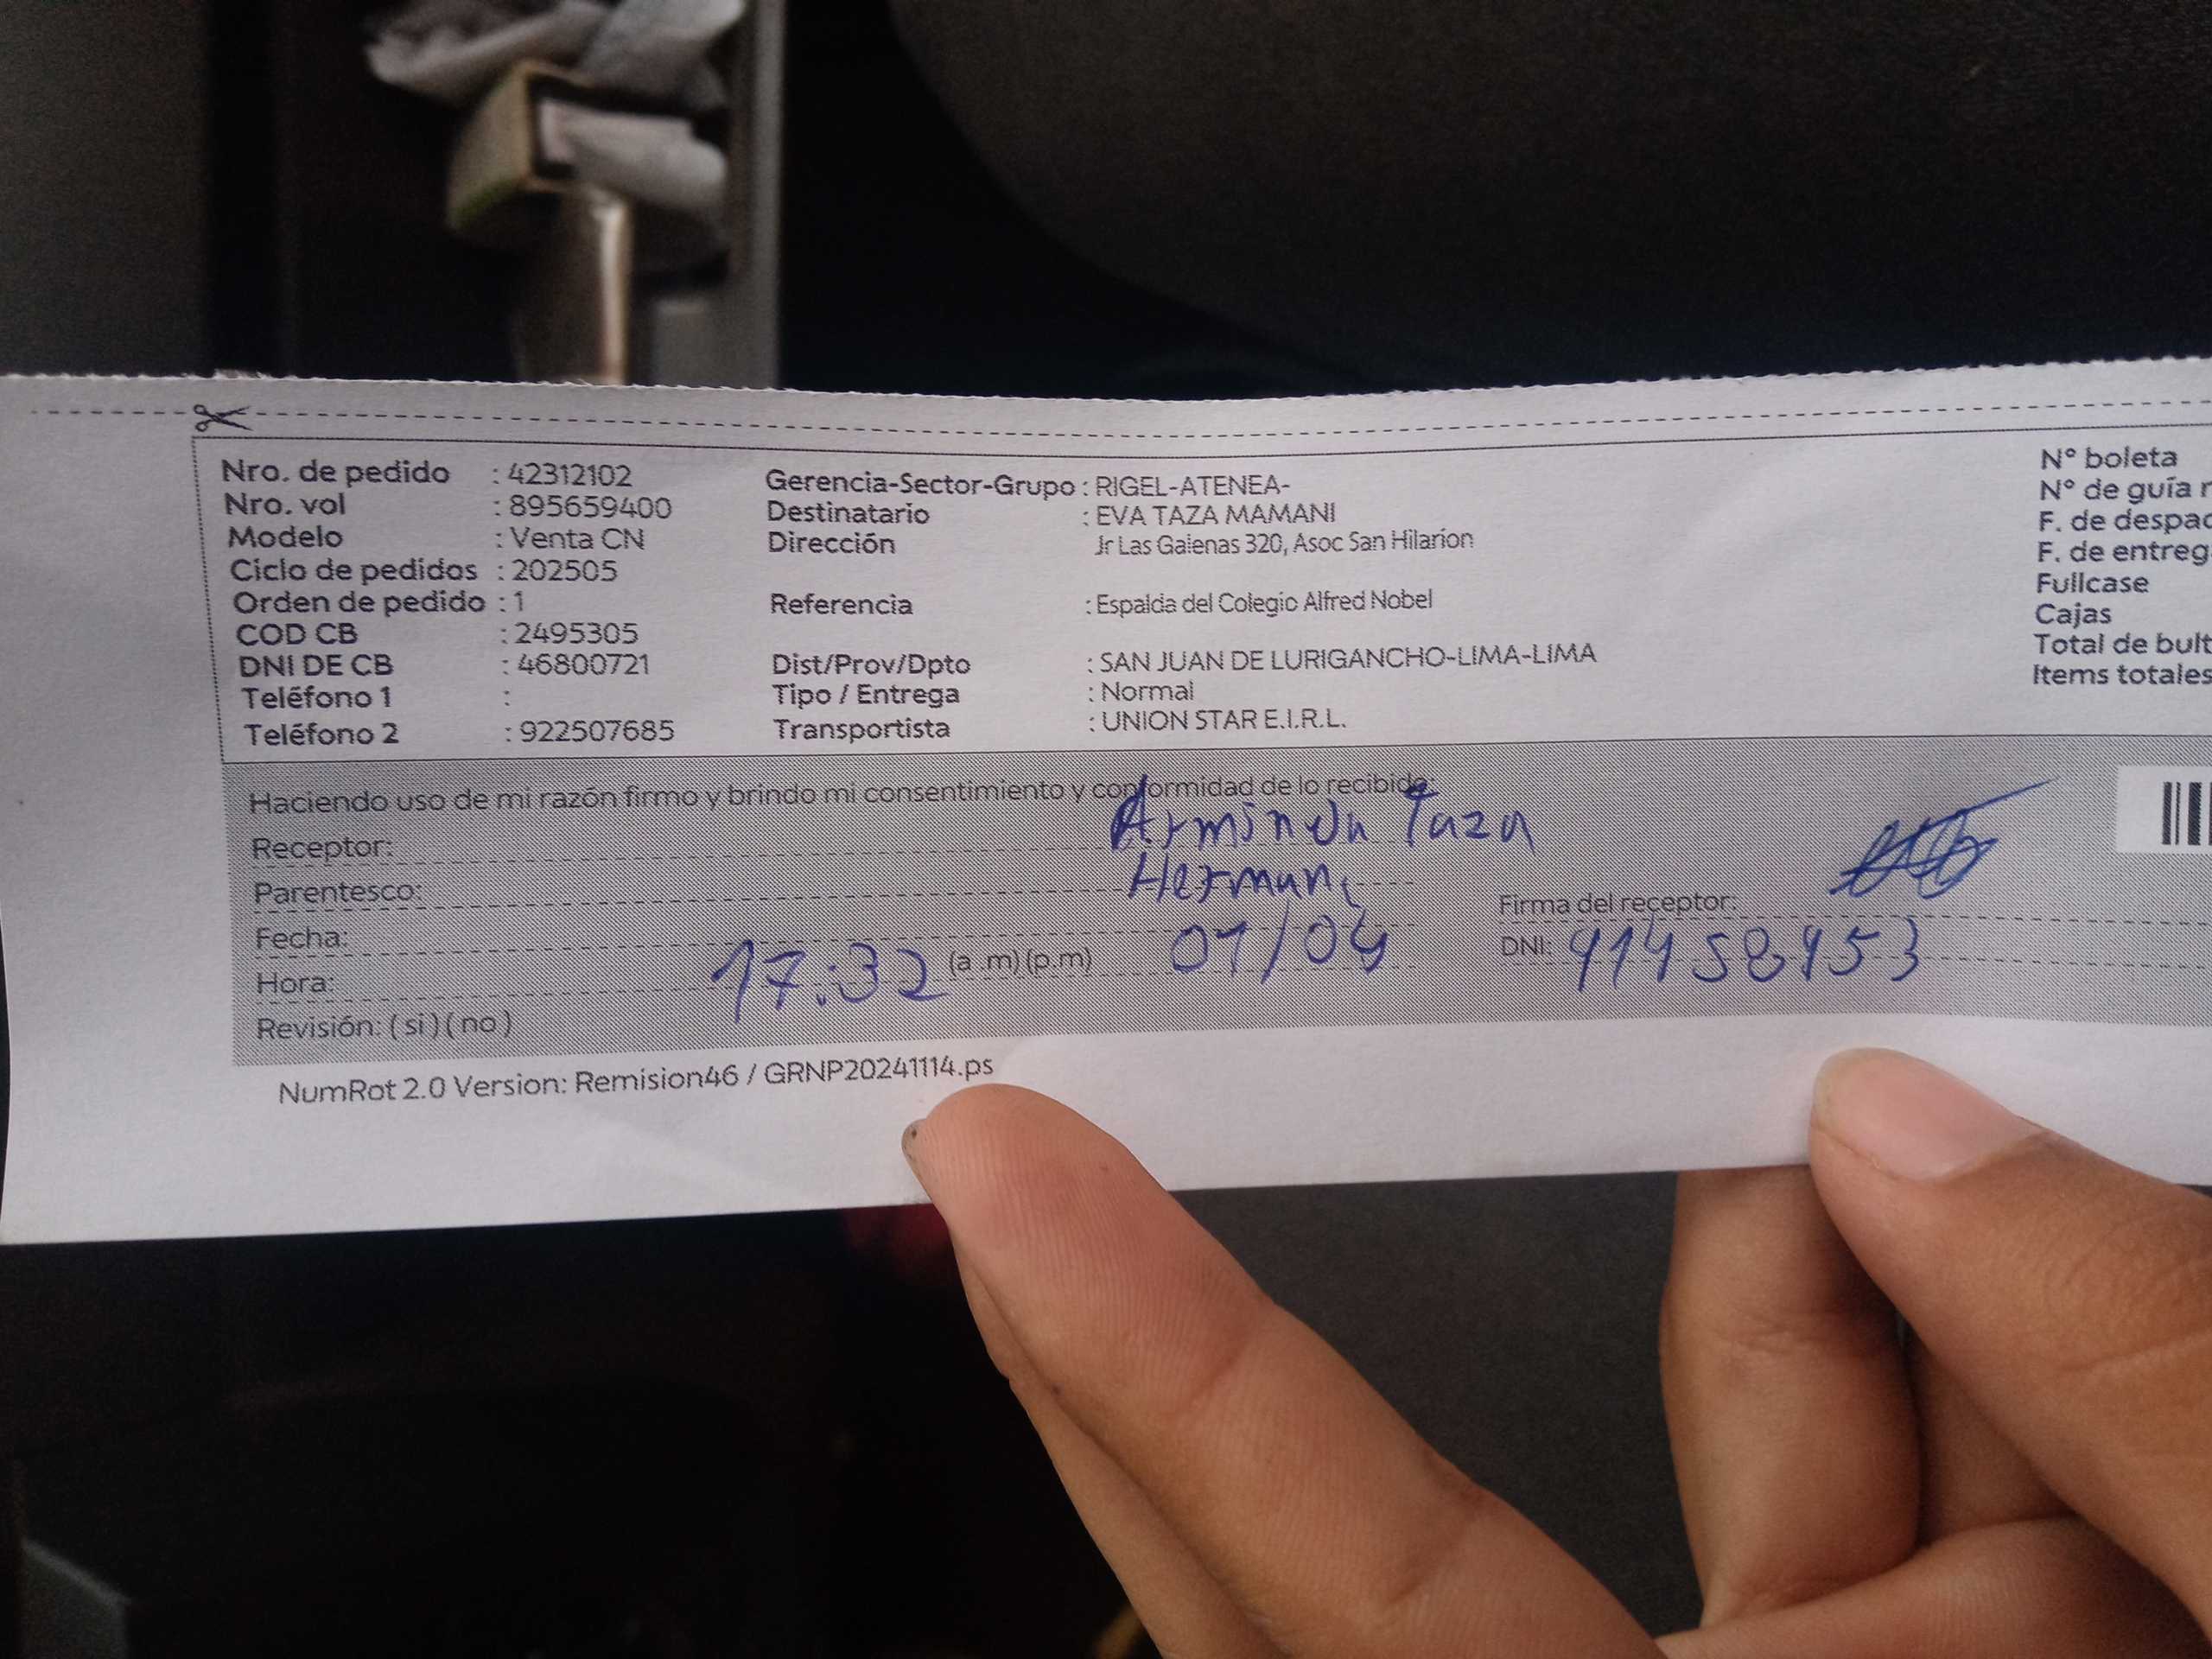 Nro. de pedido : 42312102
Nro. vol : 895659400
Modelo : Venta CN
Ciclo de pedidos : 202505
Orden de pedido : 1
COD CB : 2495305
DNI DE CB : 46800721
Teléfono 1 :
Teléfono 2 : 922507685
Gerencia-Sector-Grupo : RIGEL-ATENEA-
Destinatario : EVA TAZA MAMANI
Dirección Jr Las Galenas 320, Asoc San Hilarion
Referencia : Espalda del Colegio Alfred Nobel
Dist/Prov/Dpto : SAN JUAN DE LURIGANCHO-LIMA-LIMA
Tipo / Entrega : Normal
Transportista : UNION STAR E.I.R.L.
N° boleta
N° de guía r
F. de despac
F. de entreg
Fullcase
Cajas
Total de bult
Items totales
Haciendo uso de mi razón firmo y brindo mi consentimiento y conformidad de lo recibido:
Receptor: Arminda Taza
Parentesco: Hermana
Fecha: 01/04
Hora: 17:32 (a.m) (p.m)
Revisión: ( si ) ( no )
Firma del receptor:
DNI:
NumRot 2.0 Version: Remision46 / GRNP20241114.ps